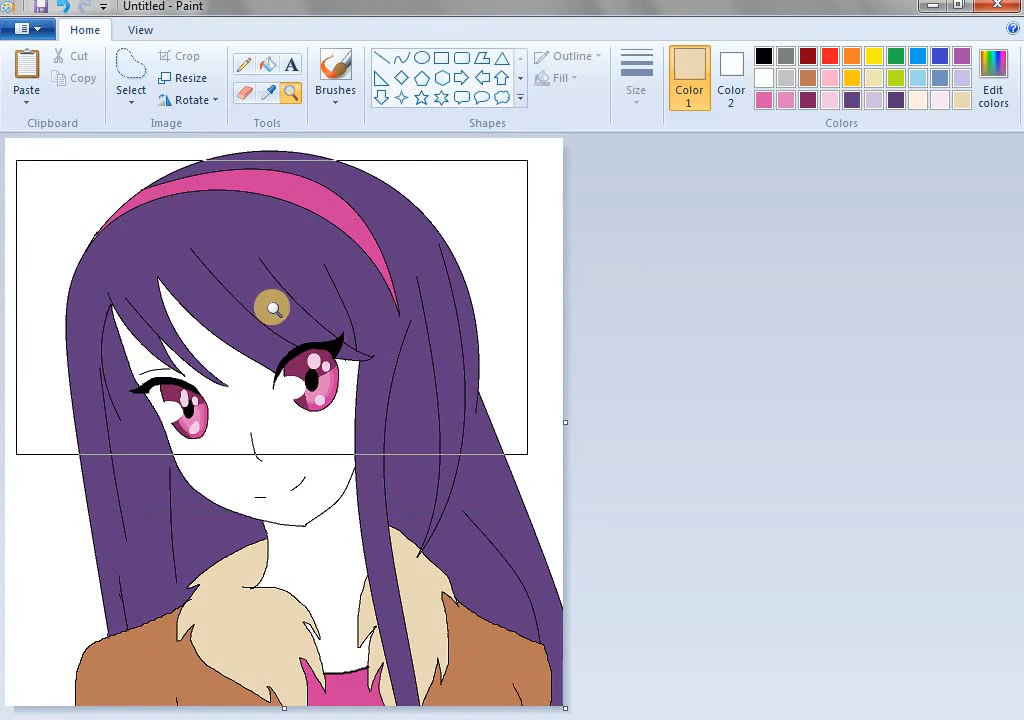 Untitled - Paint
Home View
Paste
Cut
Copy
Clipboard
Select
Crop
Resize
Rotate
Image
A
Tools
Brushes
Outline
Fill
Shapes
Size
Color 1
Color 2
Edit colors
Colors